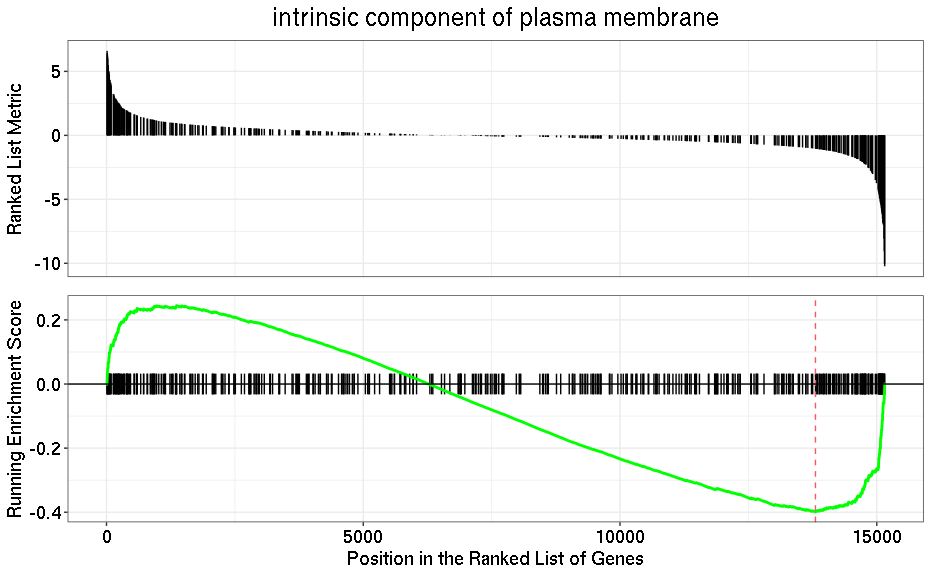 intrinsic component of plasma membrane
Ranked List Metric
5
0
-5
-10
Running Enrichment Score
0.2
0.0
-0.2
-0.4
0 5000 10000 15000
Position in the Ranked List of Genes